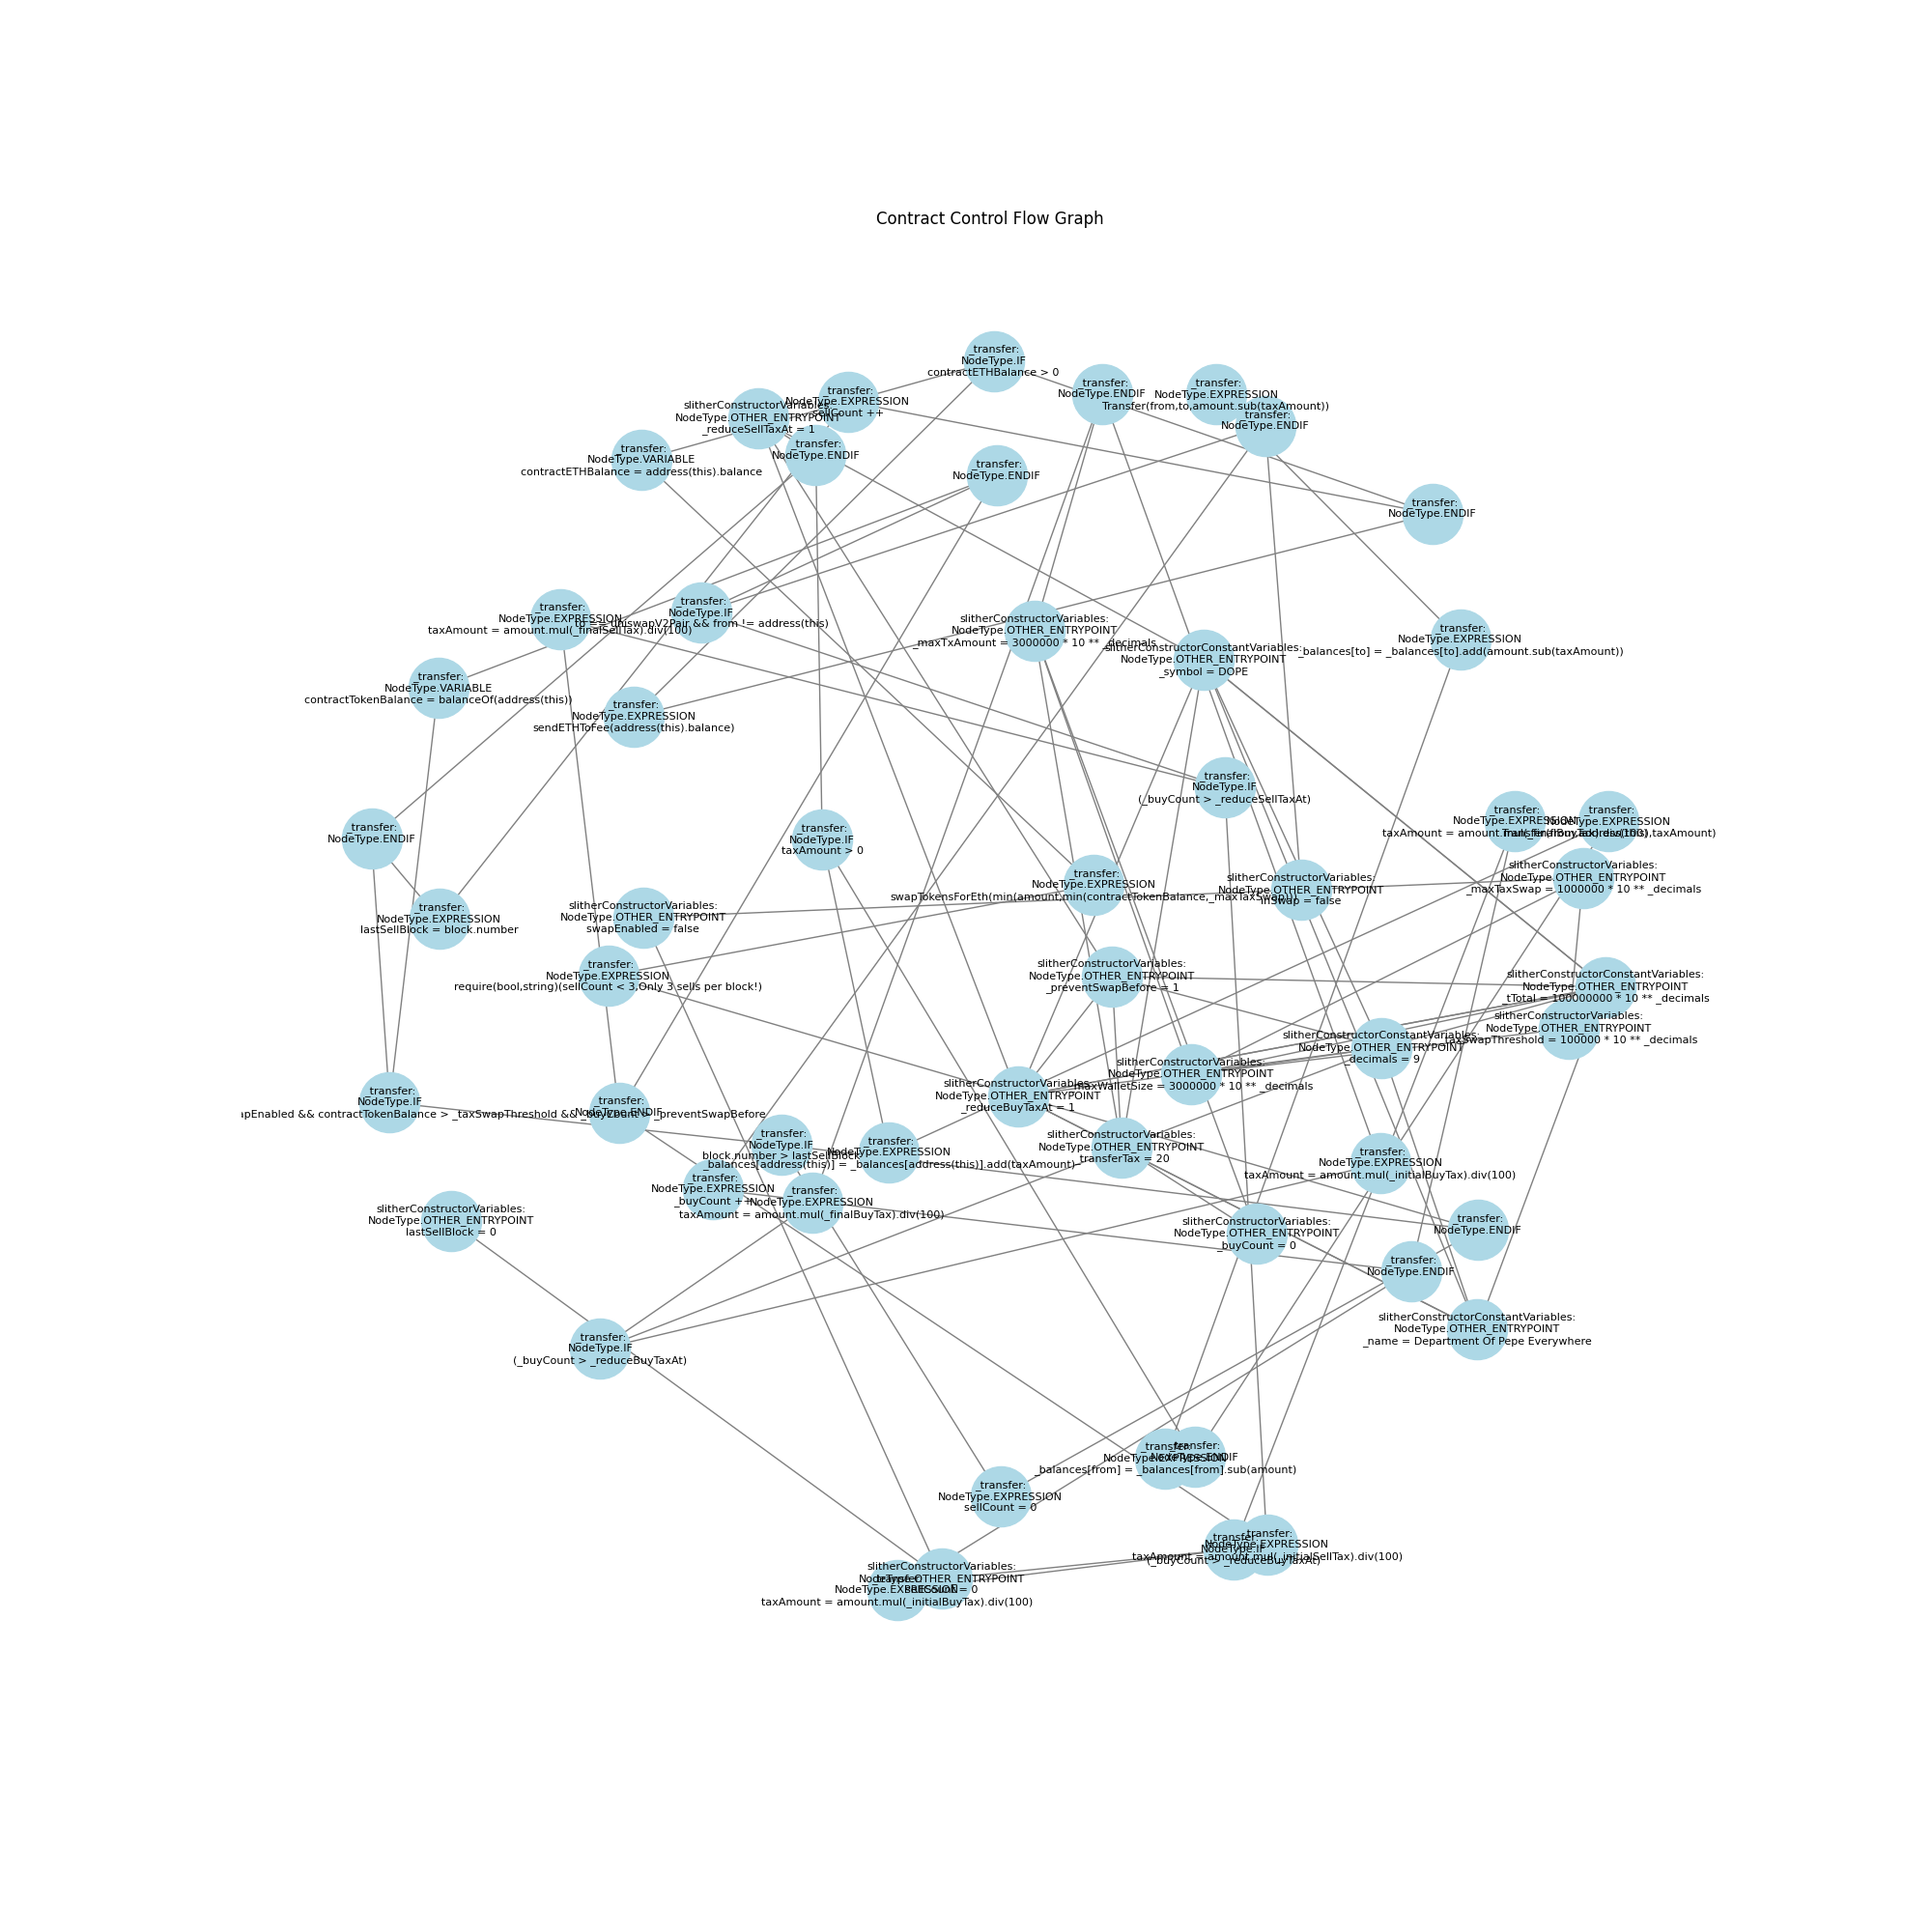 Contract Control Flow Graph
_transfer:
NodeType.IF
contractETHBalance > 0
_transfer:
NodeType.ENDIF
_transfer:
NodeType.EXPRESSION
Transfer(from,to,amount.sub(taxAmount))
_transfer:
NodeType.ENDIF
slitherConstructorVariables:
NodeType.OTHER_ENTRYPOINT
_reduceSellTaxAt = 1
_transfer:
NodeType.EXPRESSION
sellCount ++
_transfer:
NodeType.VARIABLE
contractETHBalance = address(this).balance
_transfer:
NodeType.ENDIF
_transfer:
NodeType.ENDIF
_transfer:
NodeType.ENDIF
_transfer:
NodeType.EXPRESSION
taxAmount = amount.mul(_finalSellTax).div(100)
_transfer:
NodeType.IF
to == uniswapV2Pair && from != address(this)
slitherConstructorVariables:
NodeType.OTHER_ENTRYPOINT
_maxTxAmount = 3000000 * 10 ** _decimals
slitherConstructorConstantVariables:
NodeType.OTHER_ENTRYPOINT
_symbol = DOPE
_transfer:
NodeType.EXPRESSION
_balances[to] = _balances[to].add(amount.sub(taxAmount))
_transfer:
NodeType.VARIABLE
contractTokenBalance = balanceOf(address(this))
_transfer:
NodeType.EXPRESSION
sendETHToFee(address(this).balance)
_transfer:
NodeType.IF
(_buyCount > _reduceSellTaxAt)
_transfer:
NodeType.ENDIF
_transfer:
NodeType.IF
taxAmount > 0
_transfer:
NodeType.EXPRESSION
taxAmount = amount.mul(_finalBuyTax).div(100)
_transfer:
NodeType.EXPRESSION
Transfer(from,address(this),taxAmount)
_transfer:
NodeType.EXPRESSION
swapTokensForEth(min(amount,min(contractTokenBalance,_maxTaxSwap)))
slitherConstructorVariables:
NodeType.OTHER_ENTRYPOINT
inSwap = false
slitherConstructorVariables:
NodeType.OTHER_ENTRYPOINT
_maxTaxSwap = 1000000 * 10 ** _decimals
_transfer:
NodeType.EXPRESSION
lastSellBlock = block.number
slitherConstructorVariables:
NodeType.OTHER_ENTRYPOINT
swapEnabled = false
_transfer:
NodeType.EXPRESSION
require(bool,string)(sellCount < 3,Only 3 sells per block!)
slitherConstructorVariables:
NodeType.OTHER_ENTRYPOINT
_preventSwapBefore = 1
slitherConstructorConstantVariables:
NodeType.OTHER_ENTRYPOINT
_tTotal = 100000000 * 10 ** _decimals
slitherConstructorVariables:
NodeType.OTHER_ENTRYPOINT
_taxSwapThreshold = 100000 * 10 ** _decimals
slitherConstructorConstantVariables:
NodeType.OTHER_ENTRYPOINT
_decimals = 9
slitherConstructorVariables:
NodeType.OTHER_ENTRYPOINT
_maxWalletSize = 3000000 * 10 ** _decimals
slitherConstructorVariables:
NodeType.OTHER_ENTRYPOINT
_reduceBuyTaxAt = 1
_transfer:
NodeType.IF
apEnabled && contractTokenBalance > _taxSwapThreshold && _buyCount > _preventSwapBefore
_transfer:
NodeType.ENDIF
_transfer:
NodeType.IF
block.number > lastSellBlock
_transfer:
NodeType.EXPRESSION
_balances[address(this)] = _balances[address(this)].add(taxAmount)
slitherConstructorVariables:
NodeType.OTHER_ENTRYPOINT
_transferTax = 20
_transfer:
NodeType.EXPRESSION
taxAmount = amount.mul(_initialBuyTax).div(100)
_transfer:
NodeType.EXPRESSION
_buyCount ++
_transfer:
NodeType.EXPRESSION
taxAmount = amount.mul(_finalBuyTax).div(100)
slitherConstructorVariables:
NodeType.OTHER_ENTRYPOINT
lastSellBlock = 0
slitherConstructorVariables:
NodeType.OTHER_ENTRYPOINT
_buyCount = 0
_transfer:
NodeType.ENDIF
_transfer:
NodeType.ENDIF
slitherConstructorConstantVariables:
NodeType.OTHER_ENTRYPOINT
_name = Department Of Pepe Everywhere
_transfer:
NodeType.IF
(_buyCount > _reduceBuyTaxAt)
_transfer:
NodeType.EXPRESSION
_balances[from] = _balances[from].sub(amount)
_transfer:
NodeType.ENDIF
_transfer:
NodeType.EXPRESSION
sellCount = 0
_transfer:
NodeType.IF
(_buyCount > _reduceBuyTaxAt)
_transfer:
NodeType.EXPRESSION
taxAmount = amount.mul(_initialSellTax).div(100)
slitherConstructorVariables:
NodeType.OTHER_ENTRYPOINT
sellCount = 0
_transfer:
NodeType.EXPRESSION
taxAmount = amount.mul(_initialBuyTax).div(100)